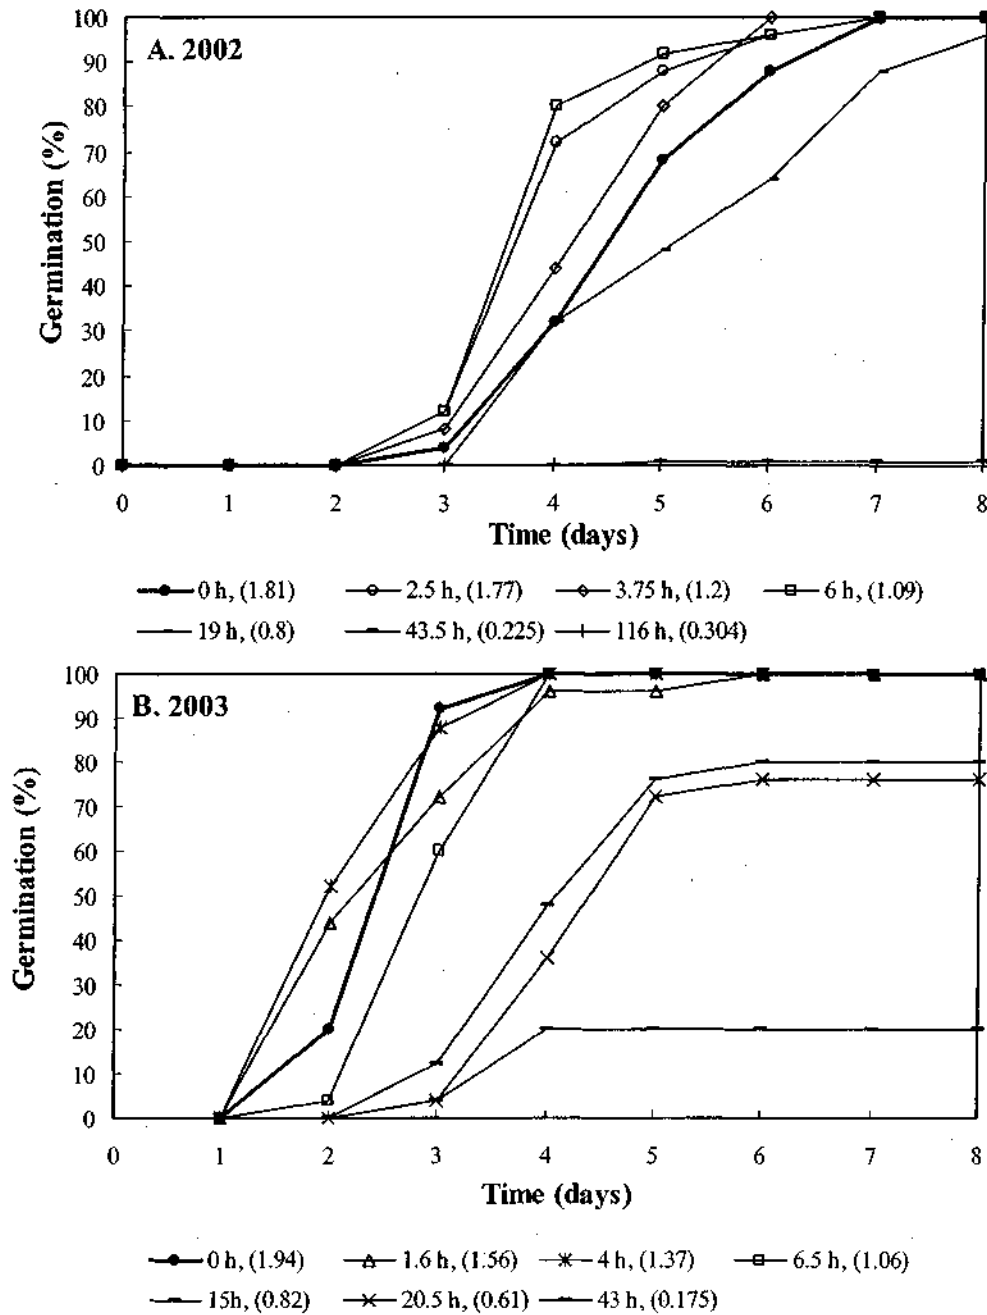 A. 2002
100
90
80
70
60
50
40
30
20
10
0
Germination (%)
0 1 2 3 4 5 6 7 8
Time (days)
0 h, (1.81) 2.5 h, (1.77) 3.75 h, (1.2) 6 h, (1.09)
19 h, (0.8) 43.5 h, (0.225) 116 h, (0.304)
B. 2003
100
90
80
70
60
50
40
30
20
10
0
Germination (%)
0 1 2 3 4 5 6 7 8
Time (days)
0 h, (1.94) 1.6 h, (1.56) 4 h, (1.37) 6.5 h, (1.06)
15h, (0.82) 20.5 h, (0.61) 43 h, (0.175)